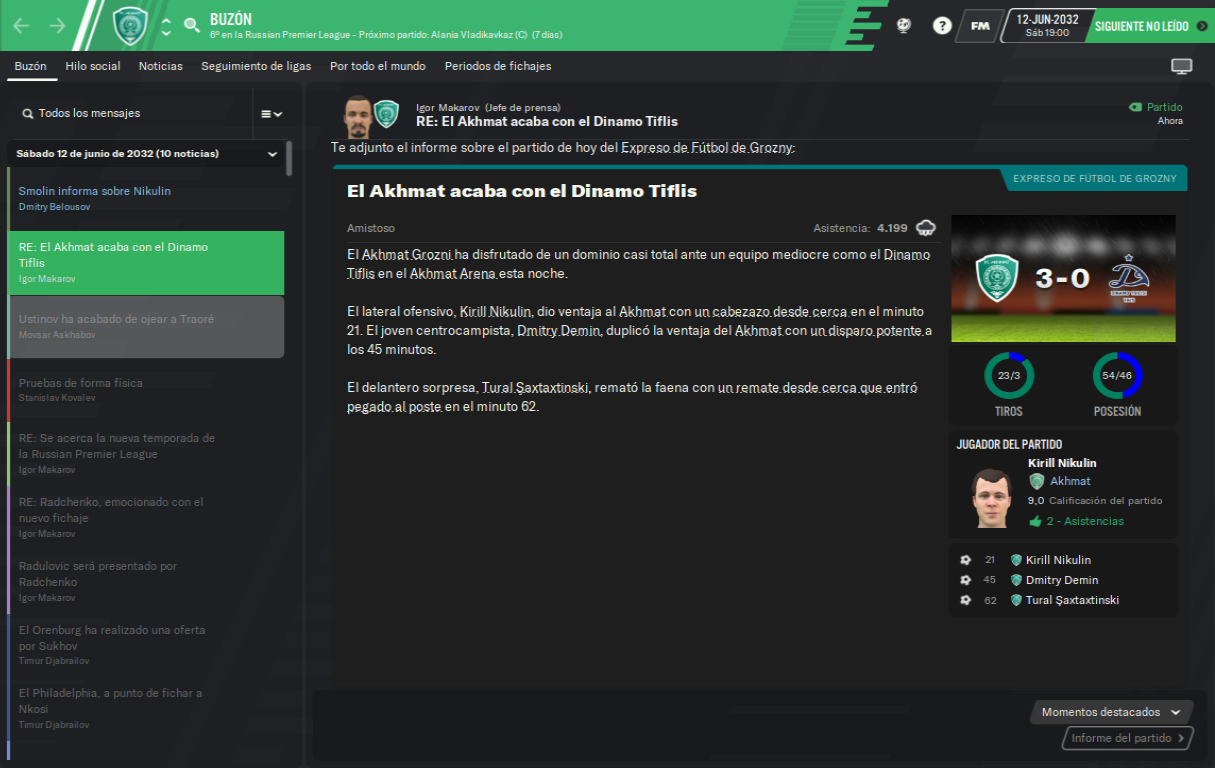 BUZÓN
6º en la Russian Premier League - Próximo partido: Alania Vladikavkaz (C) (7 días)
FM
12-JUN-2032
Sáb 19:00
SIGUIENTE NO LEÍDO
Buzón
Hilo social
Noticias
Seguimiento de ligas
Por todo el mundo
Periodos de fichajes
Todos los mensajes
Sábado 12 de junio de 2032 (10 noticias)
Smolin informa sobre Nikulin
Dmitry Belousov
RE: El Akhmat acaba con el Dinamo
Tiflis
Igor Makarov
Ustinov ha acabado de ojear a Traoré
Movsar Askhabov
Pruebas de forma física
Stanislav Kovalev
RE: Se acerca la nueva temporada de
la Russian Premier League
Igor Makarov
RE: Radchenko, emocionado con el
nuevo fichaje
Igor Makarov
Radulovic será presentado por
Radchenko
Igor Makarov
El Orenburg ha realizado una oferta
por Sukhov
Timur Djabrailov
El Philadelphia, a punto de fichar a
Nkosi
Timur Djabrailov
Igor Makarov (Jefe de prensa)
RE: El Akhmat acaba con el Dinamo Tiflis
Partido
Ahora
Te adjunto el informe sobre el partido de hoy del Expreso de Fútbol de Grozny:
EXPRESO DE FÚTBOL DE GROZNY
El Akhmat acaba con el Dinamo Tiflis
Amistoso
Asistencia: 4.199
El Akhmat Grozni ha disfrutado de un dominio casi total ante un equipo mediocre como el Dinamo
Tiflis en el Akhmat Arena esta noche.
El lateral ofensivo, Kirill Nikulin, dio ventaja al Akhmat con un cabezazo desde cerca en el minuto
21. El joven centrocampista, Dmitry Demin, duplicó la ventaja del Akhmat con un disparo potente a
los 45 minutos.
El delantero sorpresa, Tural Şaxtaxtinski, remató la faena con un remate desde cerca que entró
pegado al poste en el minuto 62.
3-0
23/3
54/46
TIROS
POSESIÓN
JUGADOR DEL PARTIDO
Kirill Nikulin
Akhmat
9,0 Calificación del partido
2 - Asistencias
21 Kirill Nikulin
45 Dmitry Demin
62 Tural Şaxtaxtinski
Momentos destacados
Informe del partido